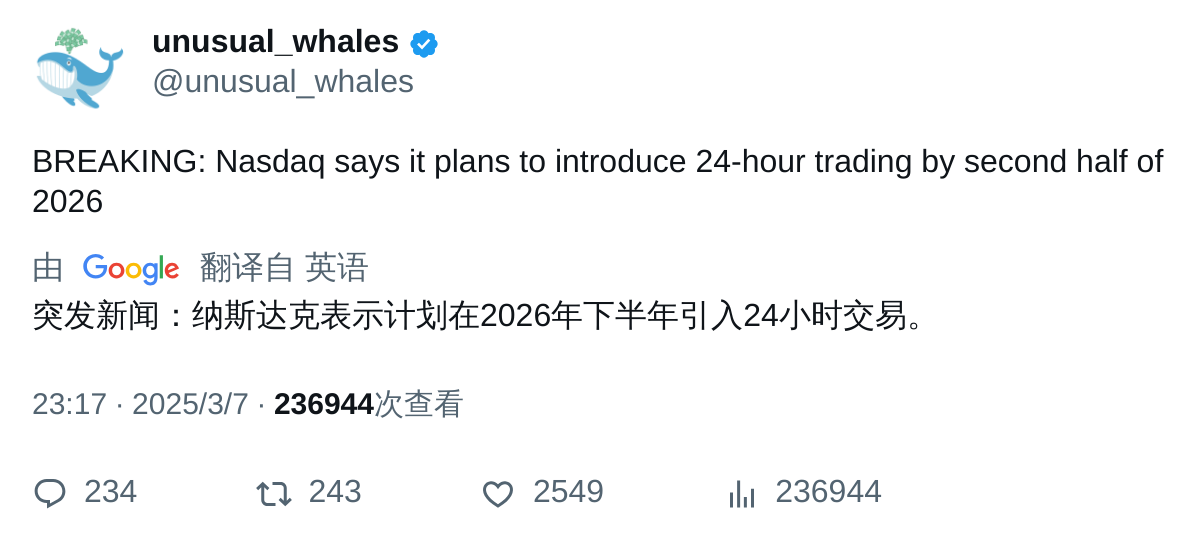 unusual_whales
@unusual_whales
BREAKING: Nasdaq says it plans to introduce 24-hour trading by second half of
2026
由 Google 翻译自 英语
突发新闻：纳斯达克表示计划在2026年下半年引入24小时交易。
23:17 · 2025/3/7 · 236944次查看
234 243 2549 236944